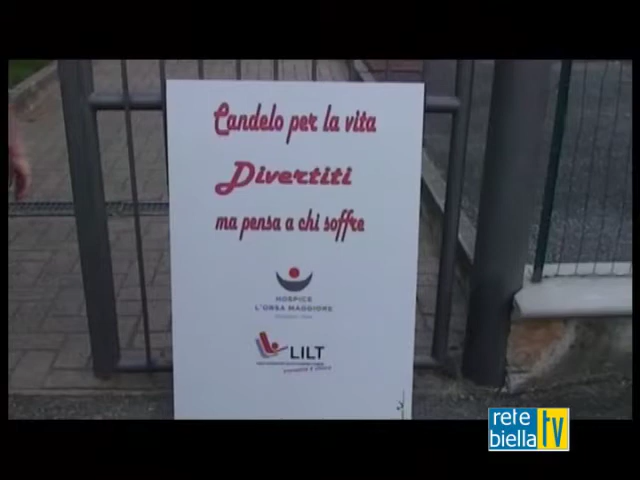 Candelo per la vita
Divertiti
ma pensa a chi soffre
HOSPICE
L'ORSA MAGGIORE
LILT
rete
biella tv